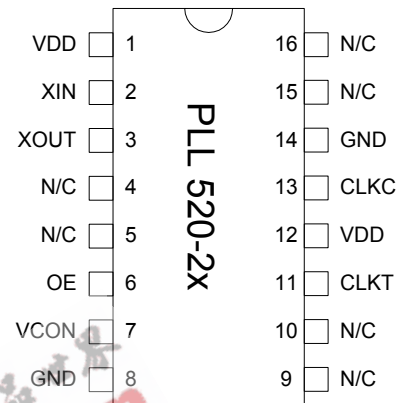 VDD 1 16 N/C
XIN 2 15 N/C
XOUT 3 14 GND
N/C 4 13 CLKC
N/C 5 12 VDD
OE 6 11 CLKT
VCON 7 10 N/C
GND 8 9 N/C
PLL 520-2x